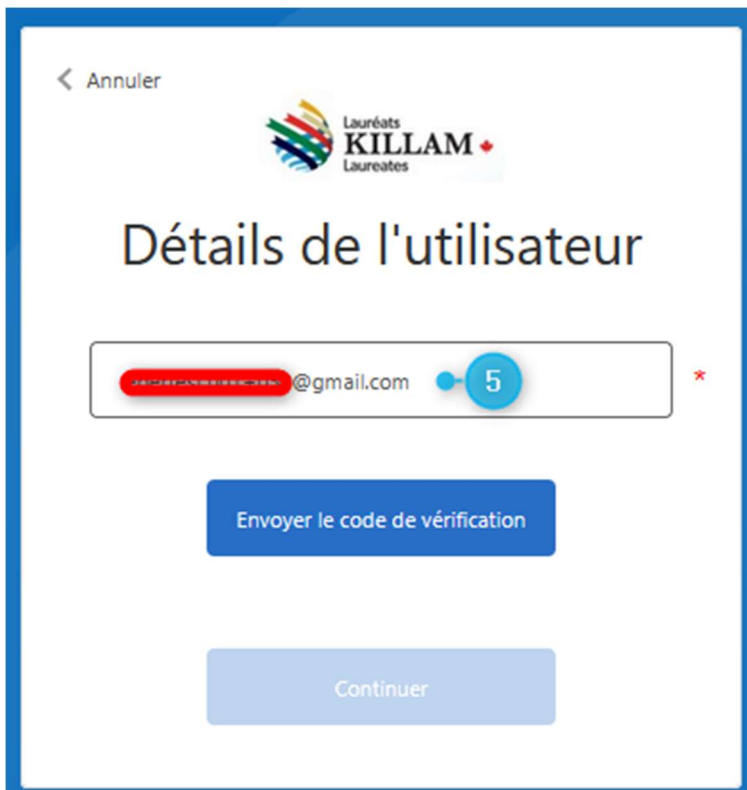 Annuler
Lauréats
KILLAM
Laureates
Détails de l'utilisateur
@gmail.com 5 *
Envoyer le code de vérification
Continuer